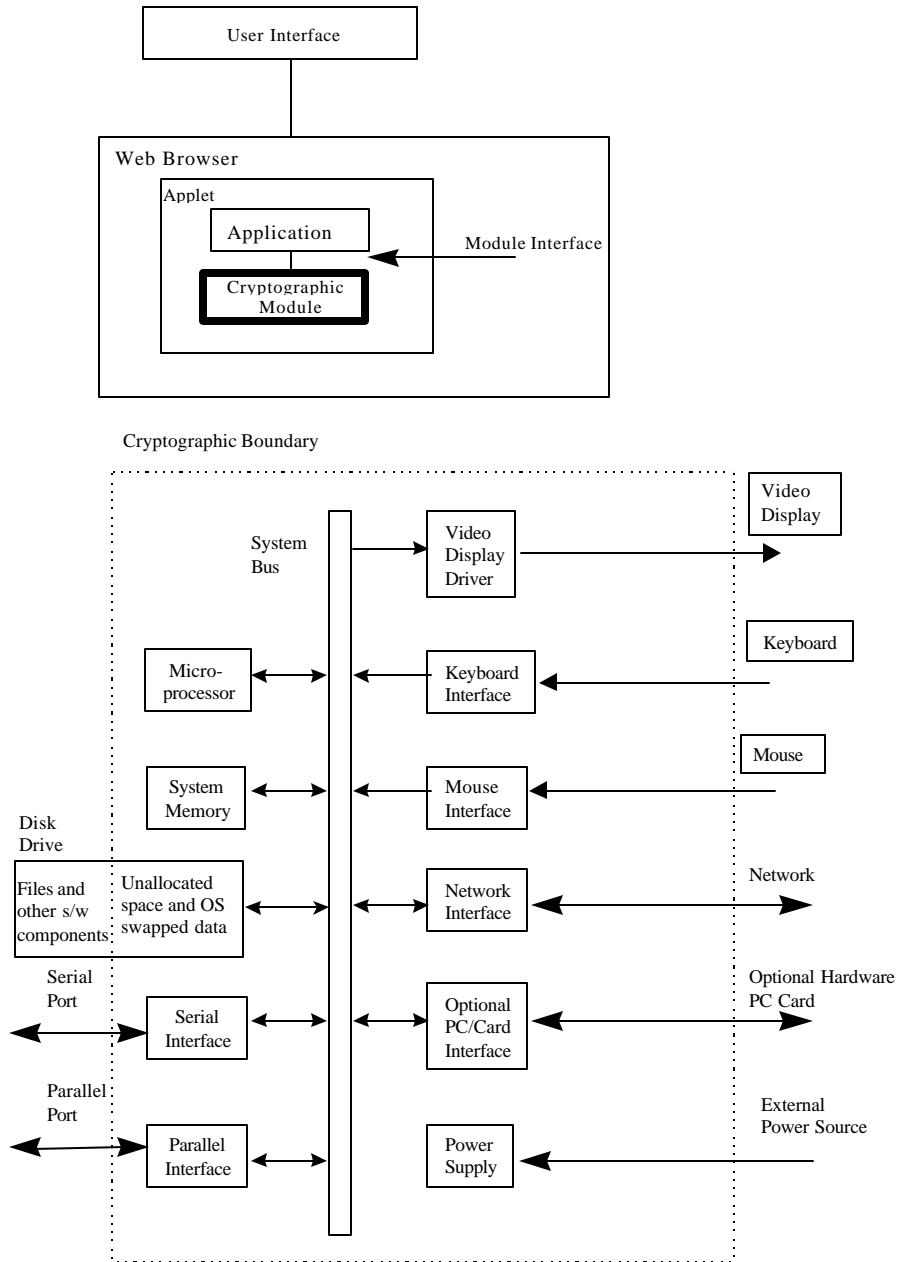 User Interface
Web Browser
Applet
Application
Module Interface
Cryptographic
Module
Cryptographic Boundary
Video
Display
System
Bus
Video
Display
Driver
Micro-
processor
Keyboard
Interface
Keyboard
System
Memory
Mouse
Interface
Mouse
Disk
Drive
Files and
other s/w
components
Unallocated
space and OS
swapped data
Network
Interface
Network
Serial
Port
Serial
Interface
Optional
PC/Card
Interface
Optional Hardware
PC Card
Parallel
Port
Parallel
Interface
Power
Supply
External
Power Source